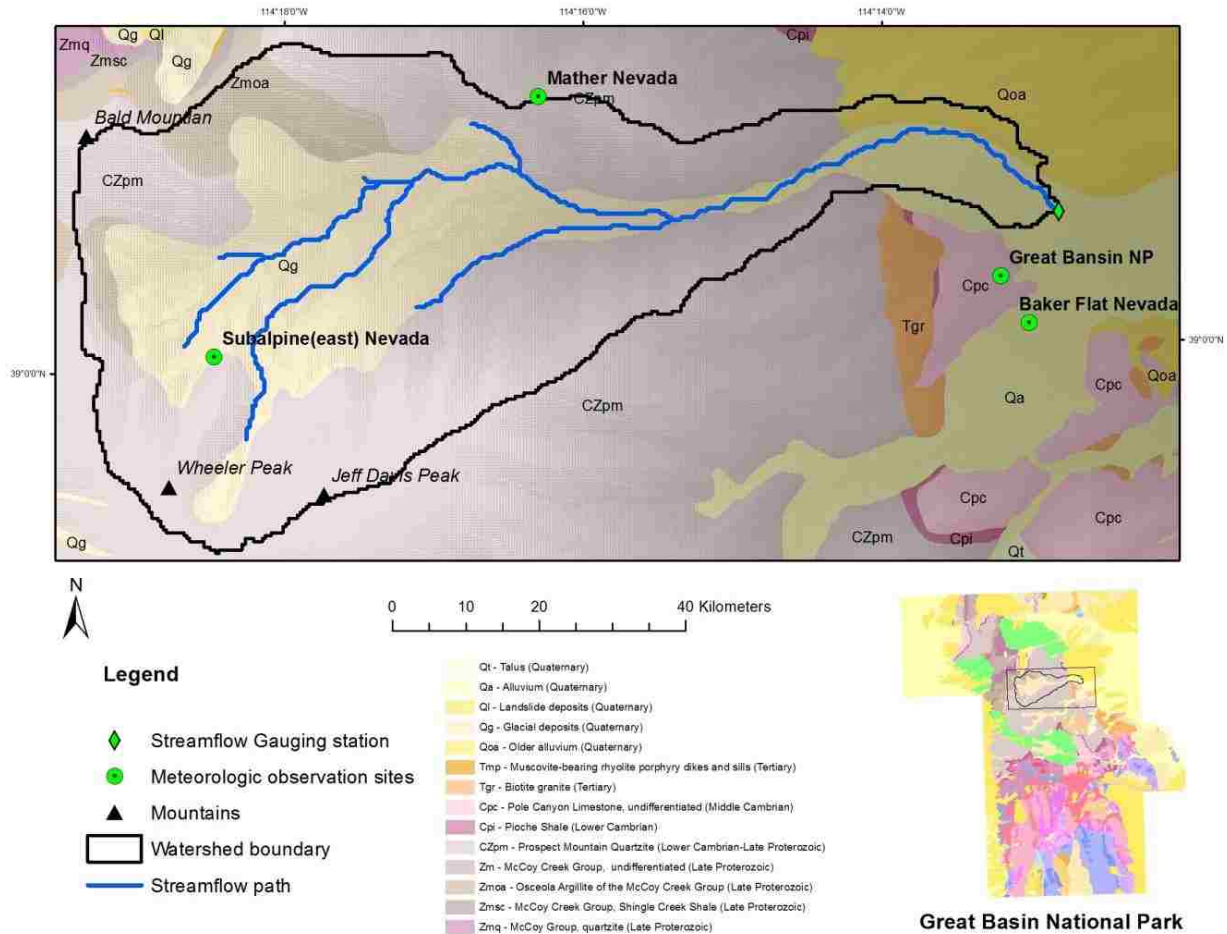 114°18'0"W
114°16'0"W
114°14'0"W
Zmq
Qg
Ql
Zmsc
Qg
Zmoa
Cpi
Mather Nevada
CZpm
Qoa
Bald Mountian
CZpm
Qg
Great Bansin NP
Cpc
Baker Flat Nevada
Tgr
Subalpine(east) Nevada
39°0'0"N
39°0'0"N
Cpc
Qoa
Qa
CZpm
Wheeler Peak
Jeff Davis Peak
Cpc
Cpc
CZpm
Cpi
Qt
Qg
N
0 10 20 40 Kilometers
Legend
Streamflow Gauging station
Meteorologic observation sites
Mountains
Watershed boundary
Streamflow path
Qt - Talus (Quaternary)
Qa - Alluvium (Quaternary)
Ql - Landslide deposits (Quaternary)
Qg - Glacial deposits (Quaternary)
Qoa - Older alluvium (Quaternary)
Tmp - Muscovite-bearing rhyolite porphyry dikes and sills (Tertiary)
Tgr - Biotite granite (Tertiary)
Cpc - Pole Canyon Limestone, undifferentiated (Middle Cambrian)
Cpi - Pioche Shale (Lower Cambrian)
CZpm - Prospect Mountain Quartzite (Lower Cambrian-Late Proterozoic)
Zm - McCoy Creek Group, undifferentiated (Late Proterozoic)
Zmoa - Osceola Argillite of the McCoy Creek Group (Late Proterozoic)
Zmsc - McCoy Creek Group, Shingle Creek Shale (Late Proterozoic)
Zmq - McCoy Group, quartzite (Late Proterozoic)
Great Basin National Park